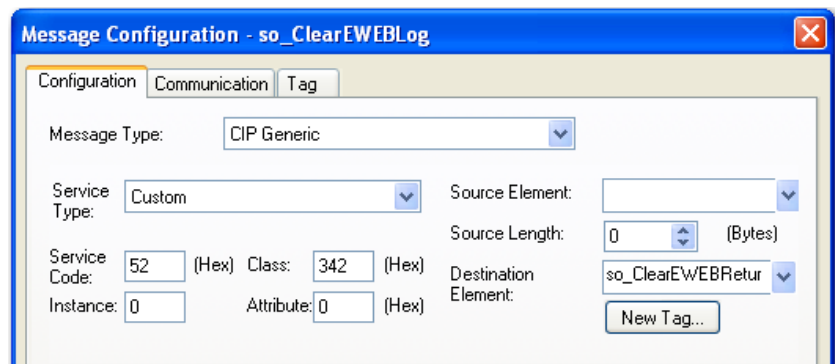 Message Configuration - so_ClearEWEBLog
Configuration Communication Tag
Message Type: CIP Generic
Service Type: Custom
Source Element:
Source Length: 0 (Bytes)
Service Code: 52 (Hex) Class: 342 (Hex)
Destination Element: so_ClearEWEBRetur
Instance: 0 Attribute: 0 (Hex)
New Tag...